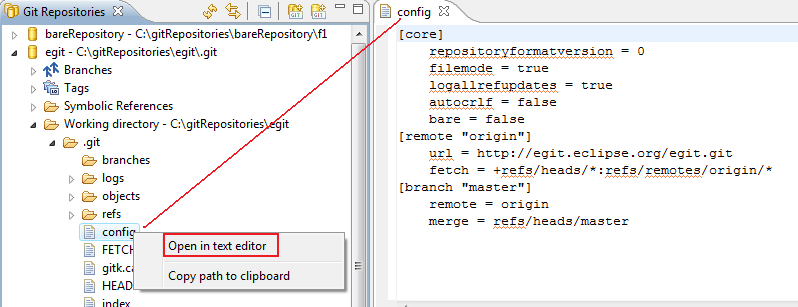 Git Repositories
bareRepository - C:\gitRepositories\bareRepository\f1
egit - C:\gitRepositories\egit\.git
Branches
Tags
Symbolic References
Working directory - C:\gitRepositories\egit
.git
branches
logs
objects
refs
config
FETCH
gitk.ca
HEAD
index
Open in text editor
Copy path to clipboard
config
[core]
repositoryformatversion = 0
filemode = true
logallrefupdates = true
autocrlf = false
bare = false
[remote "origin"]
url = http://egit.eclipse.org/egit.git
fetch = +refs/heads/*:refs/remotes/origin/*
[branch "master"]
remote = origin
merge = refs/heads/master